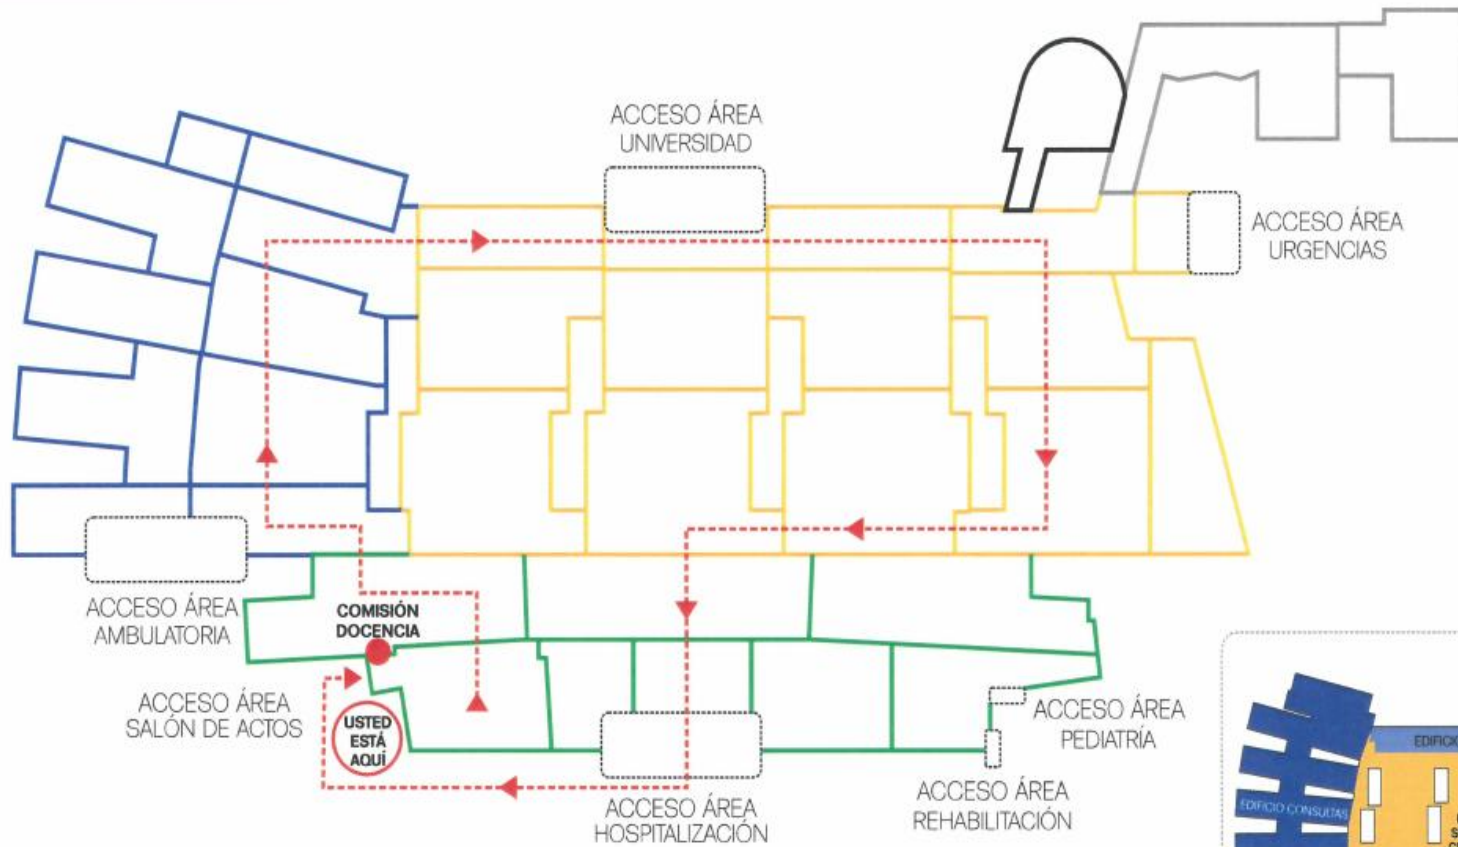 ACCESO ÁREA
UNIVERSIDAD
ACCESO ÁREA
URGENCIAS
ACCESO ÁREA
AMBULATORIA
COMISIÓN
DOCENCIA
ACCESO ÁREA
SALÓN DE ACTOS
USTED
ESTÁ
AQUÍ
ACCESO ÁREA
HOSPITALIZACIÓN
ACCESO ÁREA
PEDIATRÍA
ACCESO ÁREA
REHABILITACIÓN
EDIFICIO CONSULTAS